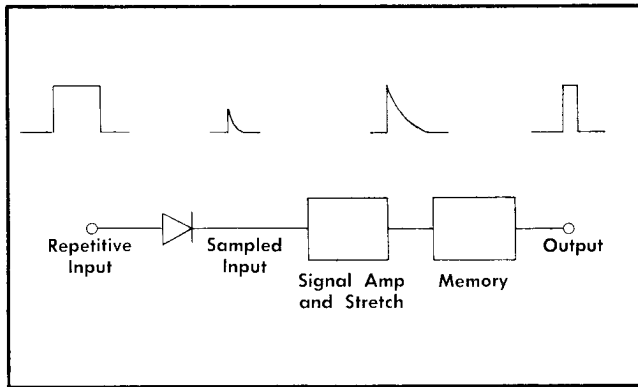 Repetitive
Input
Sampled
Input
Signal Amp
and Stretch
Memory
Output